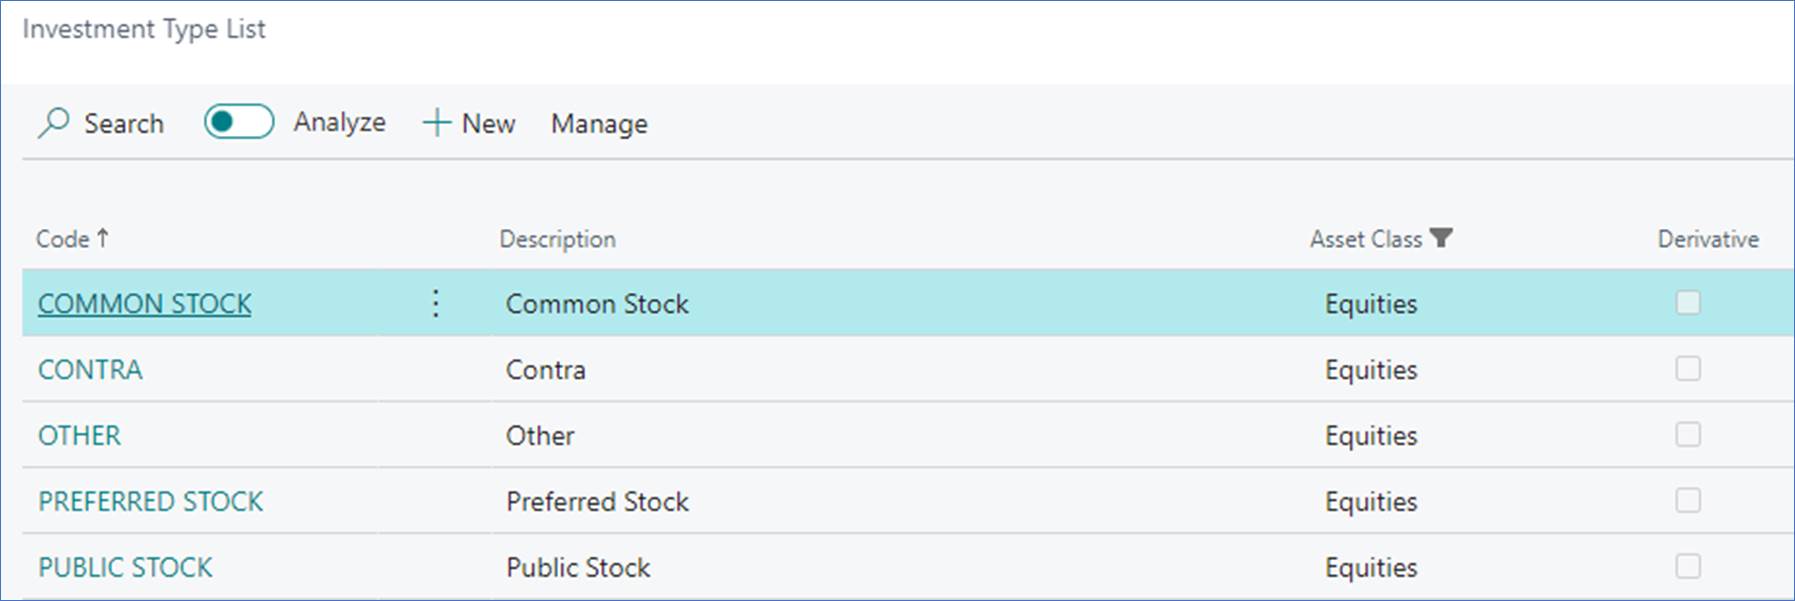 Investment Type List
Search Analyze New Manage
Code Description Asset Class Derivative
COMMON STOCK Common Stock Equities
CONTRA Contra Equities
OTHER Other Equities
PREFERRED STOCK Preferred Stock Equities
PUBLIC STOCK Public Stock Equities